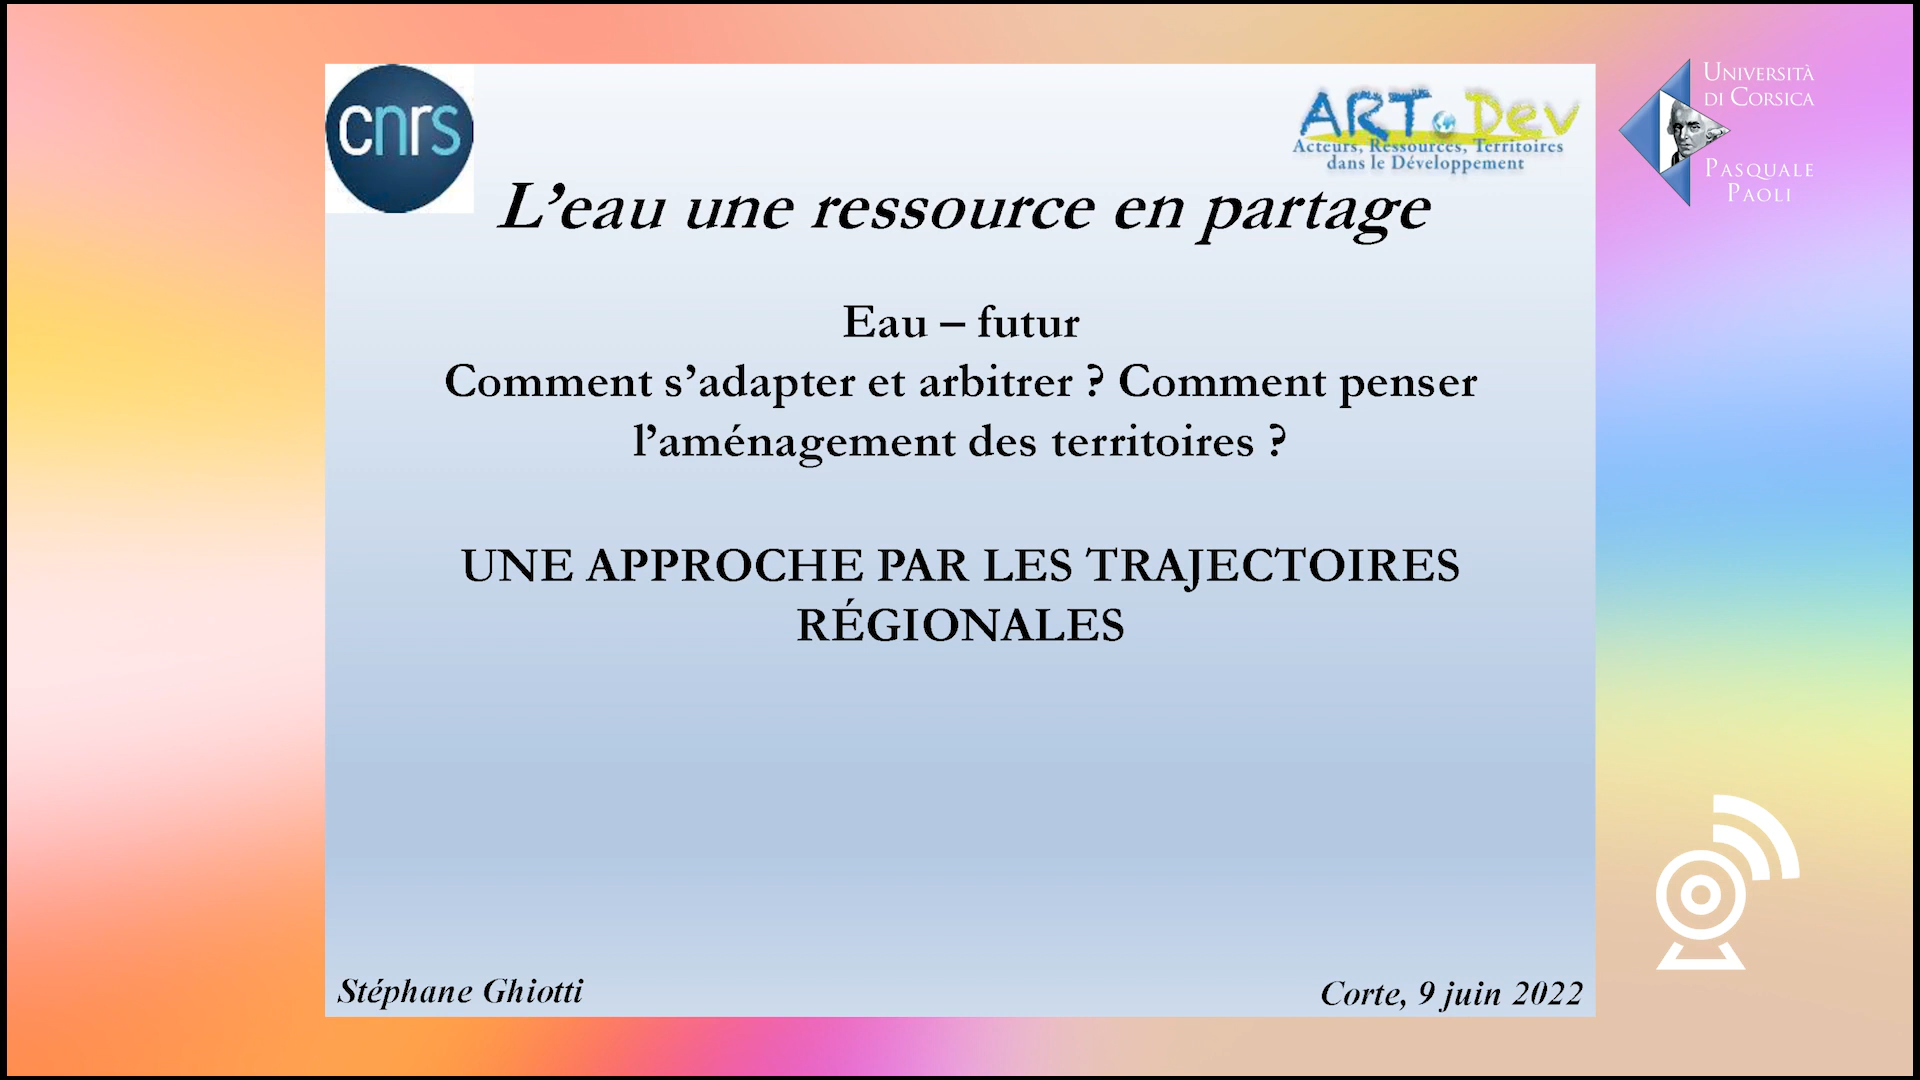 cnrs
ART Dev
Acteurs, Ressources, Territoires
dans le Développement
UNIVERSITÀ
DI CORSICA
PASQUALE
PAOLI
L'eau une ressource en partage
Eau – futur
Comment s'adapter et arbitrer ? Comment penser
l'aménagement des territoires ?
UNE APPROCHE PAR LES TRAJECTOIRES
RÉGIONALES
Stéphane Ghiotti
Corte, 9 juin 2022